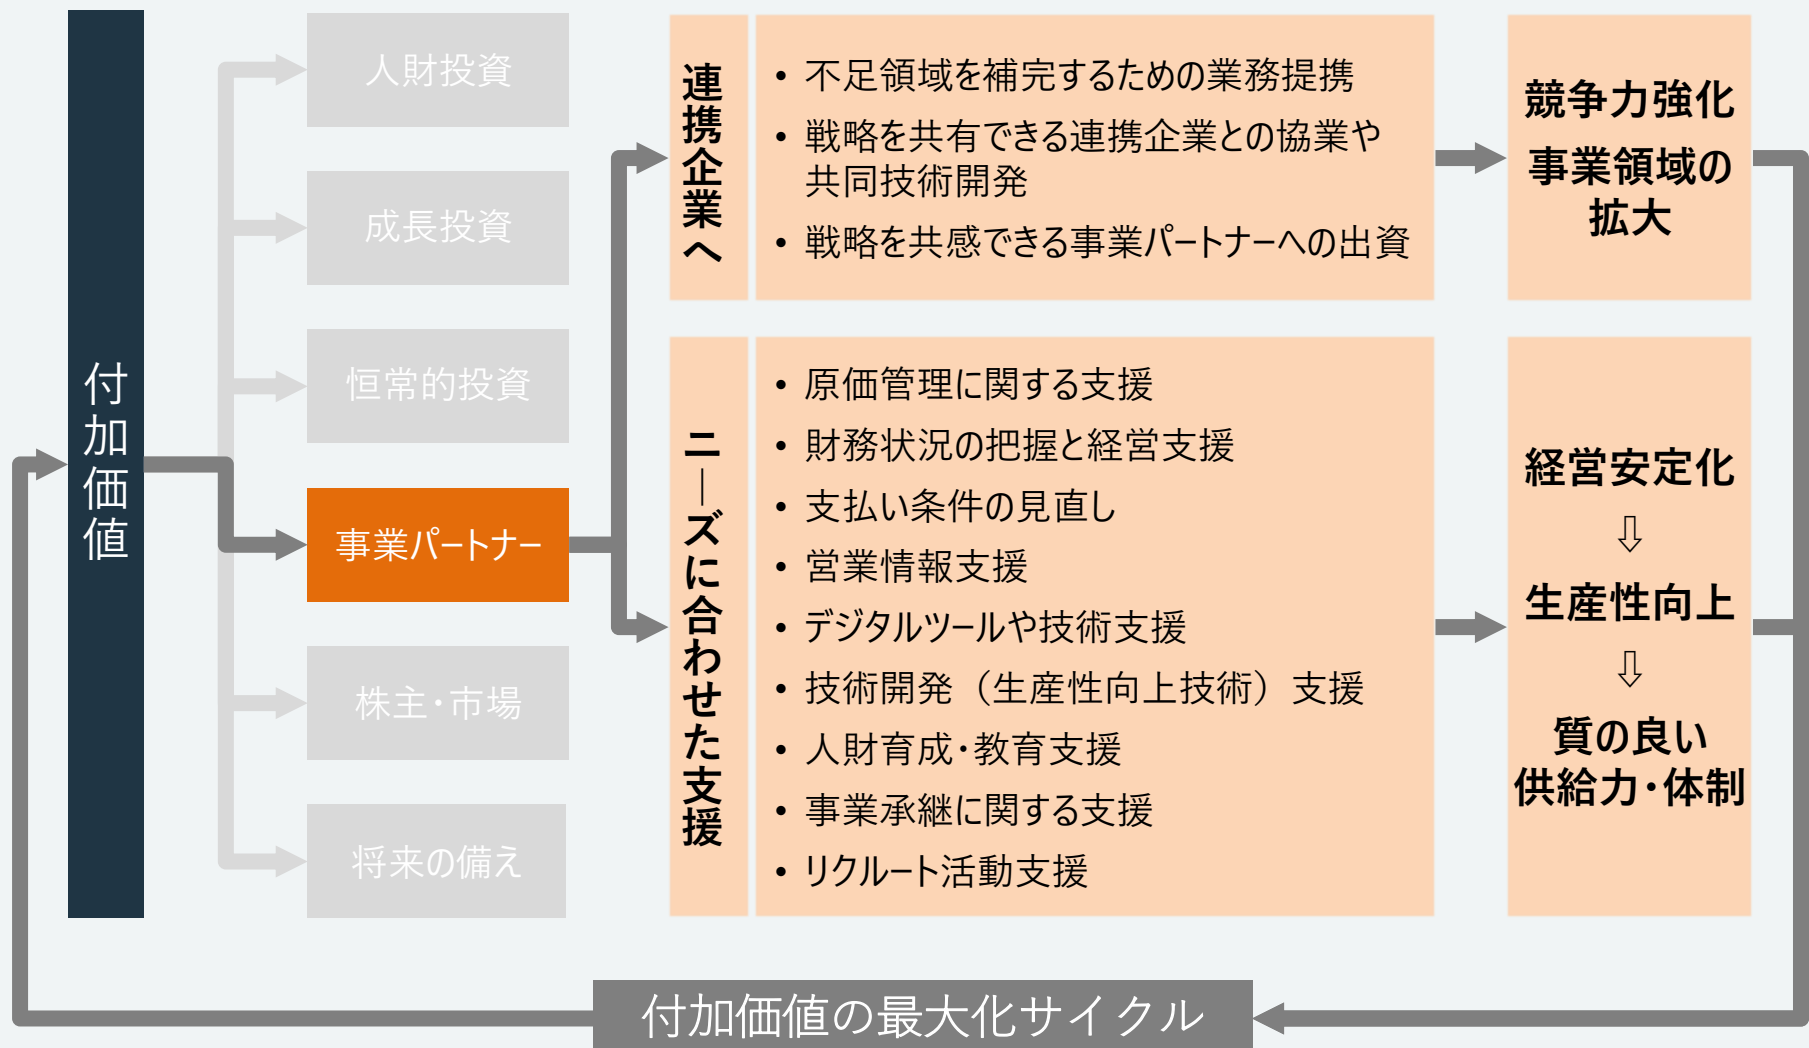 付加価値
人財投資
成長投資
恒常的投資
事業パートナー
株主・市場
将来の備え
連携企業へ
• 不足領域を補完するための業務提携
• 戦略を共有できる連携企業との協業や
共同技術開発
• 戦略を共感できる事業パートナーへの出資
競争力強化
事業領域の
拡大
ニーズに合わせた支援
• 原価管理に関する支援
• 財務状況の把握と経営支援
• 支払い条件の見直し
• 営業情報支援
• デジタルツールや技術支援
• 技術開発（生産性向上技術）支援
• 人財育成・教育支援
• 事業承継に関する支援
• リクルート活動支援
経営安定化
⇩
生産性向上
⇩
質の良い
供給力・体制
付加価値の最大化サイクル